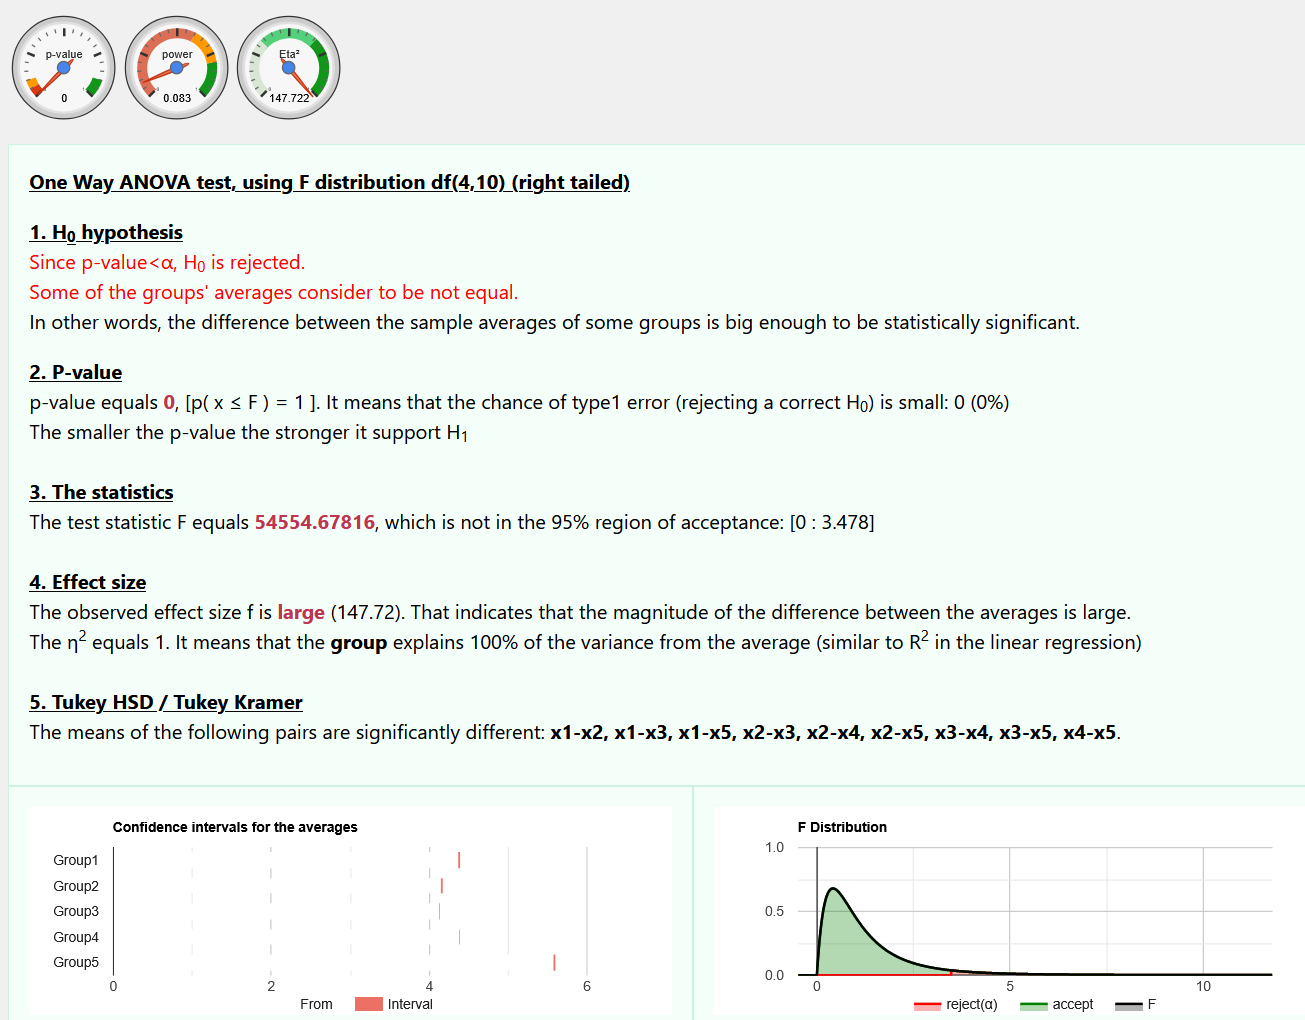 p-value
0
power
0.083
Eta²
147.722
One Way ANOVA test, using F distribution df(4,10) (right tailed)
1. H₀ hypothesis
Since p-value<α, H₀ is rejected.
Some of the groups' averages consider to be not equal.
In other words, the difference between the sample averages of some groups is big enough to be statistically significant.
2. P-value
p-value equals 0, [p( x ≤ F ) = 1 ]. It means that the chance of type1 error (rejecting a correct H₀) is small: 0 (0%)
The smaller the p-value the stronger it support H₁
3. The statistics
The test statistic F equals 54554.67816, which is not in the 95% region of acceptance: [0 : 3.478]
4. Effect size
The observed effect size f is large (147.72). That indicates that the magnitude of the difference between the averages is large.
The η² equals 1. It means that the group explains 100% of the variance from the average (similar to R² in the linear regression)
5. Tukey HSD / Tukey Kramer
The means of the following pairs are significantly different: x1-x2, x1-x3, x1-x5, x2-x3, x2-x4, x2-x5, x3-x4, x3-x5, x4-x5.
Confidence intervals for the averages
Group1
Group2
Group3
Group4
Group5
0 2 4 6
From Interval
F Distribution
1.0
0.5
0.0
0 5 10
reject(α) accept F